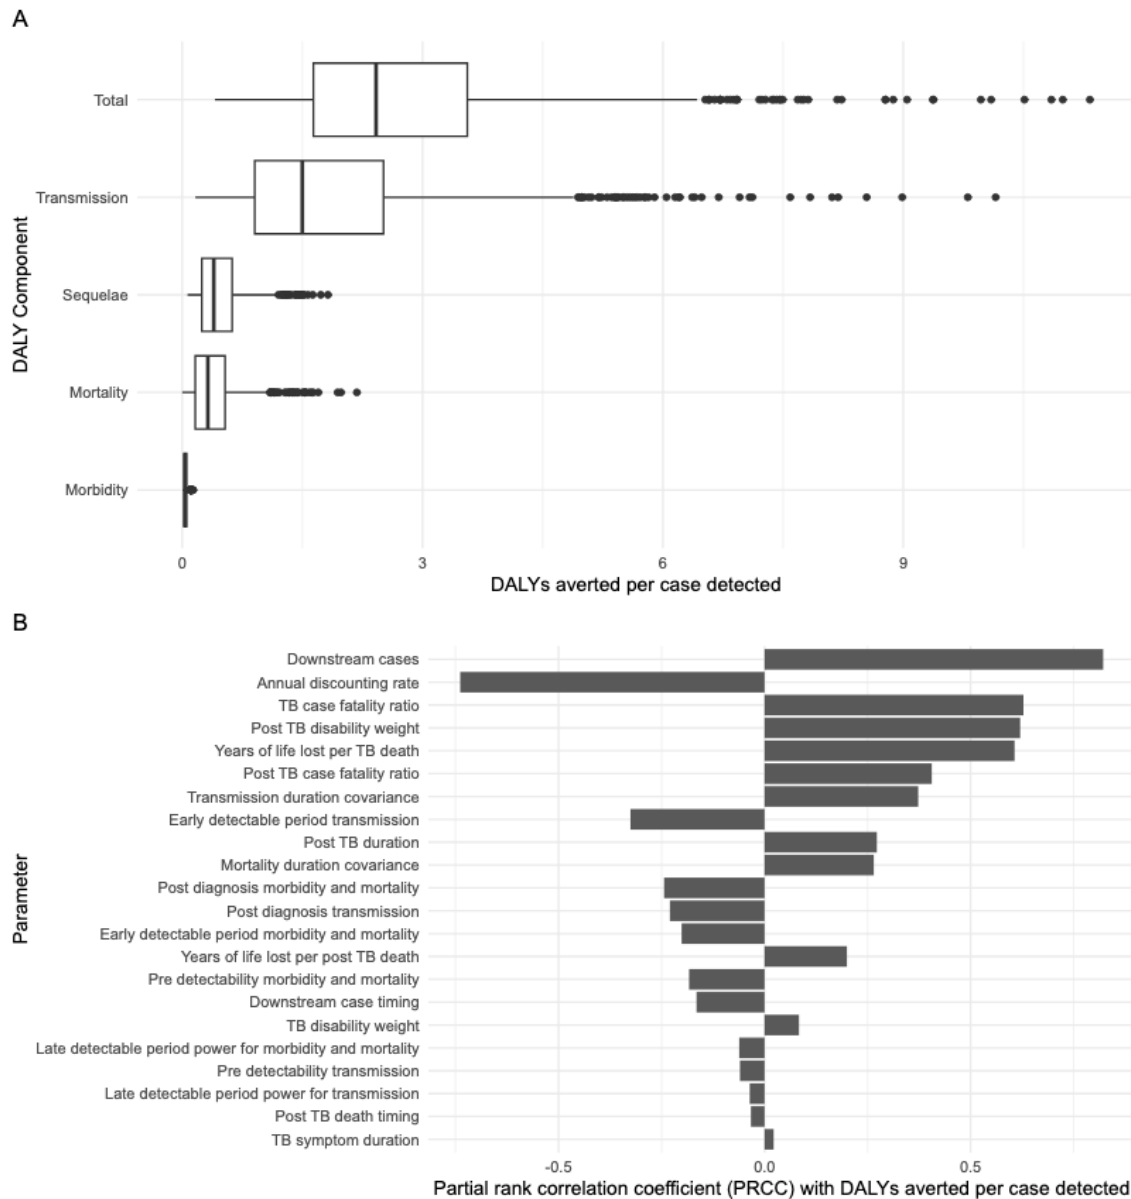 A
Total
Transmission
Sequelae
Mortality
Morbidity
DALY Component
0 3 6 9
DALYs averted per case detected
B
Downstream cases
Annual discounting rate
TB case fatality ratio
Post TB disability weight
Years of life lost per TB death
Post TB case fatality ratio
Transmission duration covariance
Early detectable period transmission
Post TB duration
Mortality duration covariance
Post diagnosis morbidity and mortality
Post diagnosis transmission
Early detectable period morbidity and mortality
Years of life lost per post TB death
Pre detectability morbidity and mortality
Downstream case timing
TB disability weight
Late detectable period power for morbidity and mortality
Pre detectability transmission
Late detectable period power for transmission
Post TB death timing
TB symptom duration
Parameter
-0.5 0.0 0.5
Partial rank correlation coefficient (PRCC) with DALYs averted per case detected